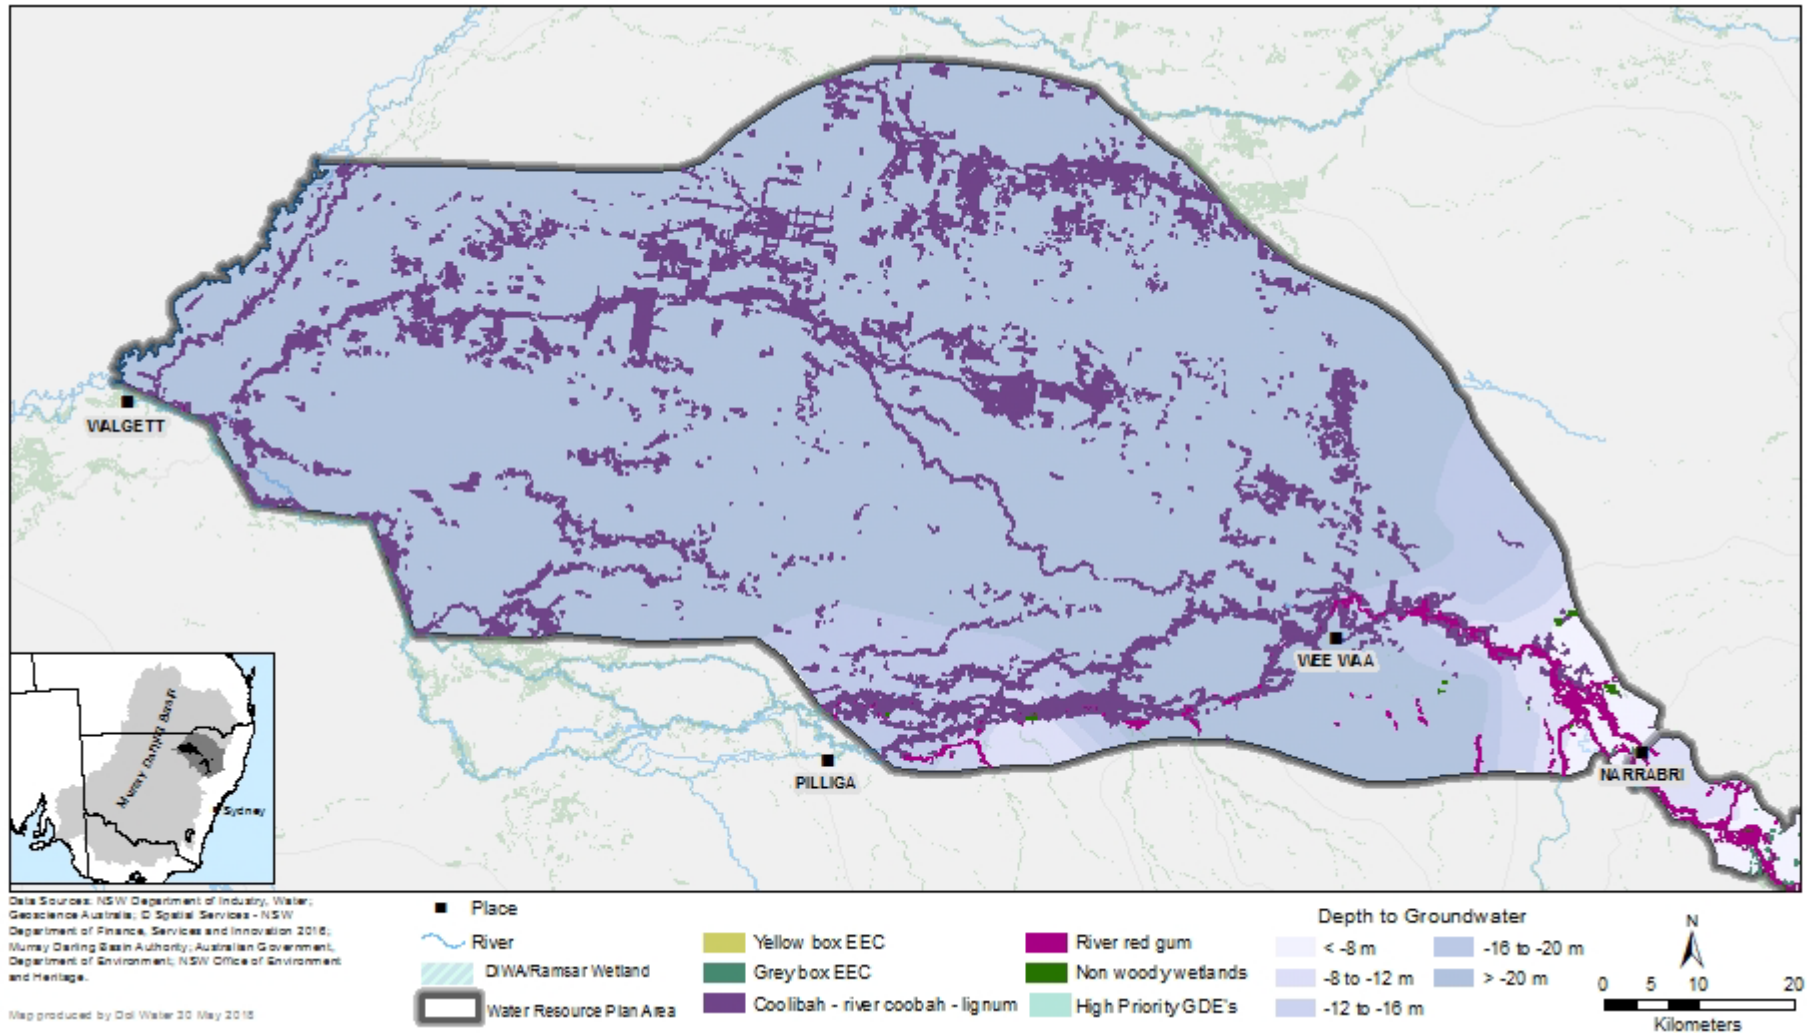 WALGETT
WEE WAA
PILLIGA
NARRABRI
Murray Darling Basin
Sydney
Data Sources: NSW Department of Industry, Water;
Geoscience Australia; © Spatial Services - NSW
Department of Finance, Services and Innovation 2016;
Murray Darling Basin Authority; Australian Government,
Department of Environment; NSW Office of Environment
and Heritage.
Map produced by DoI Water 30 May 2018
Place
River
DIWA/Ramsar Wetland
Water Resource Plan Area
Yellow box EEC
Grey box EEC
Coolibah - river coobah - lignum
River red gum
Non woody wetlands
High Priority GDE's
Depth to Groundwater
< -8 m
-8 to -12 m
-12 to -16 m
-16 to -20 m
> -20 m
N
0 5 10 20
Kilometers